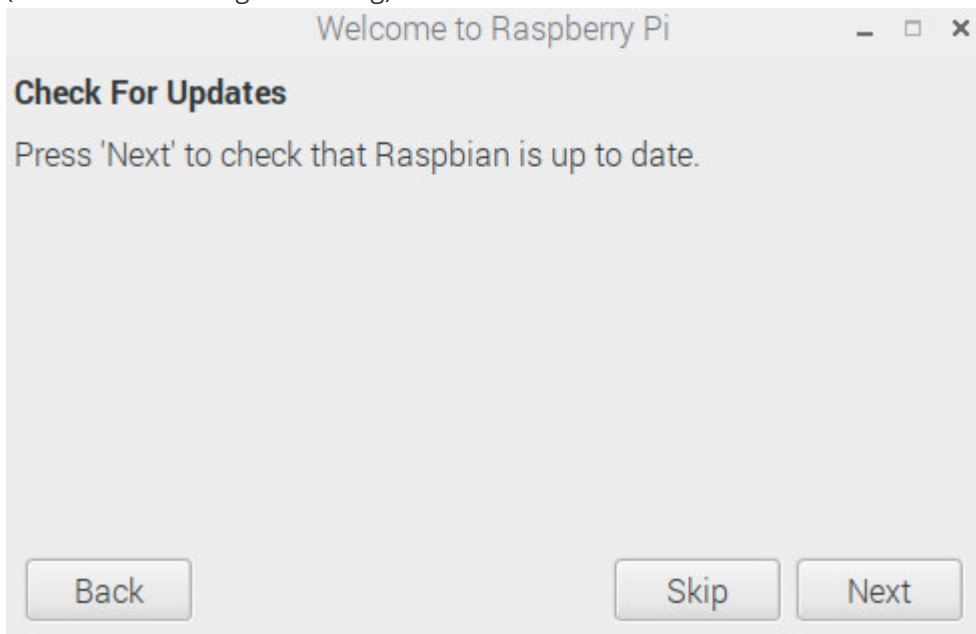 Welcome to Raspberry Pi
Check For Updates
Press 'Next' to check that Raspbian is up to date.
Back Skip Next